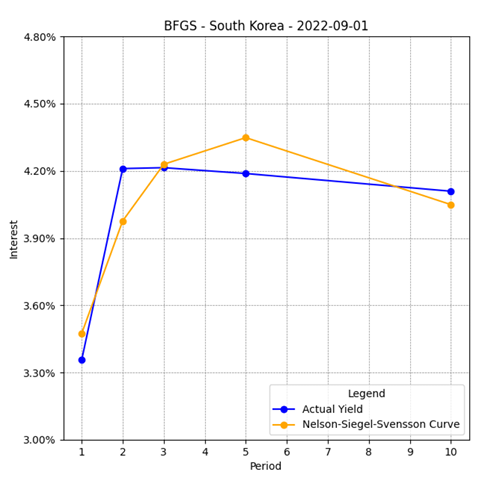 BFGS - South Korea - 2022-09-01
4.80%
4.50%
4.20%
3.90%
3.60%
3.30%
3.00%
Interest
Legend
Actual Yield
Nelson-Siegel-Svensson Curve
1 2 3 4 5 6 7 8 9 10
Period